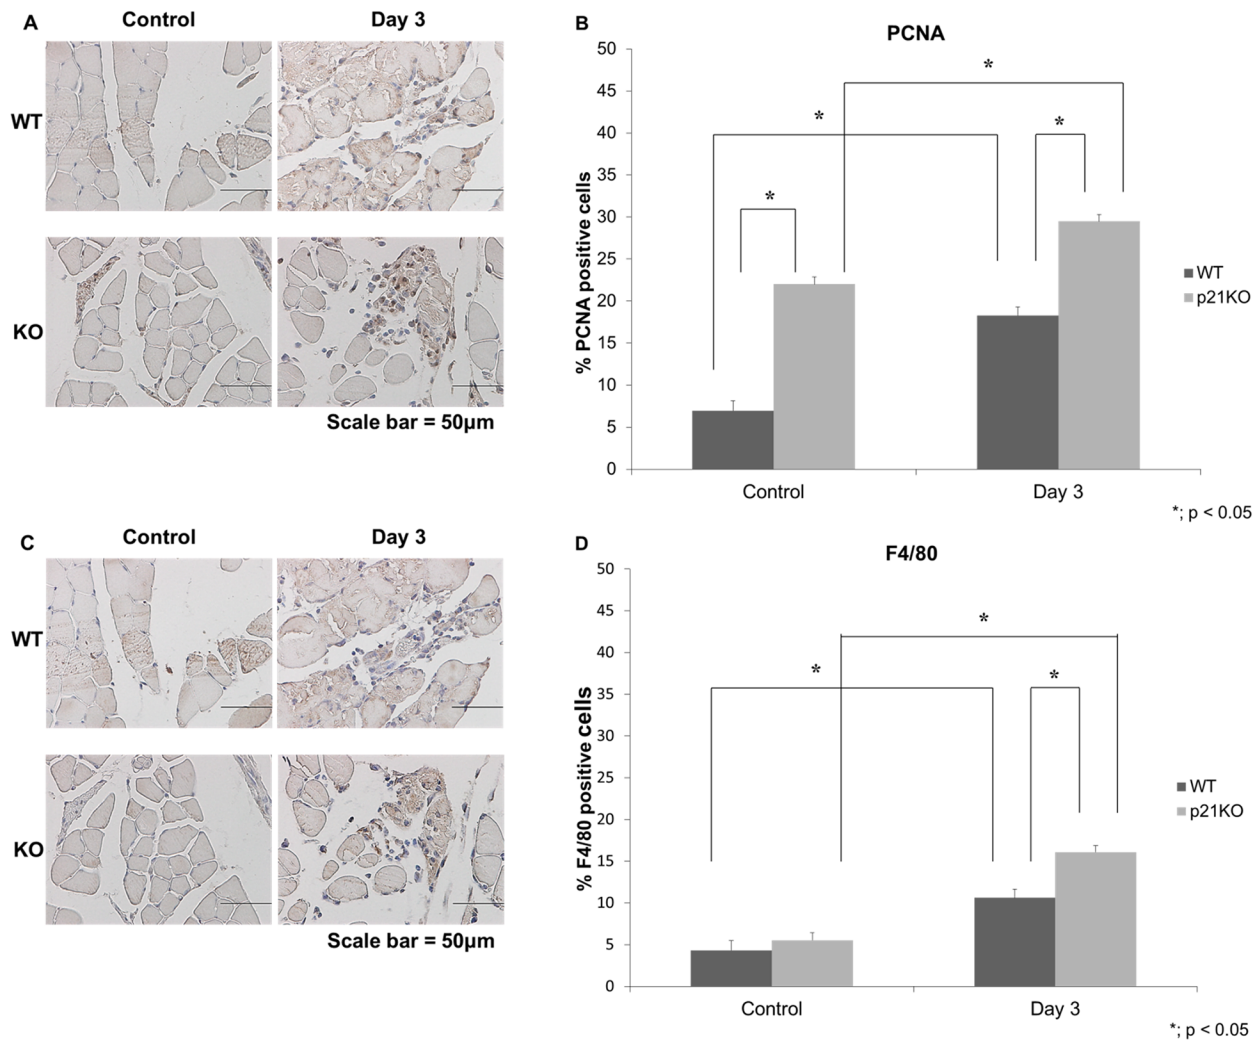 A
Control
Day 3
WT
KO
Scale bar = 50μm
B
PCNA
% PCNA positive cells
50
45
40
35
30
25
20
15
10
5
0
*
*
*
*
WT
p21KO
Control
Day 3
*; p < 0.05
C
Control
Day 3
WT
KO
Scale bar = 50μm
D
F4/80
% F4/80 positive cells
50
45
40
35
30
25
20
15
10
5
0
*
*
*
WT
p21KO
Control
Day 3
*; p < 0.05